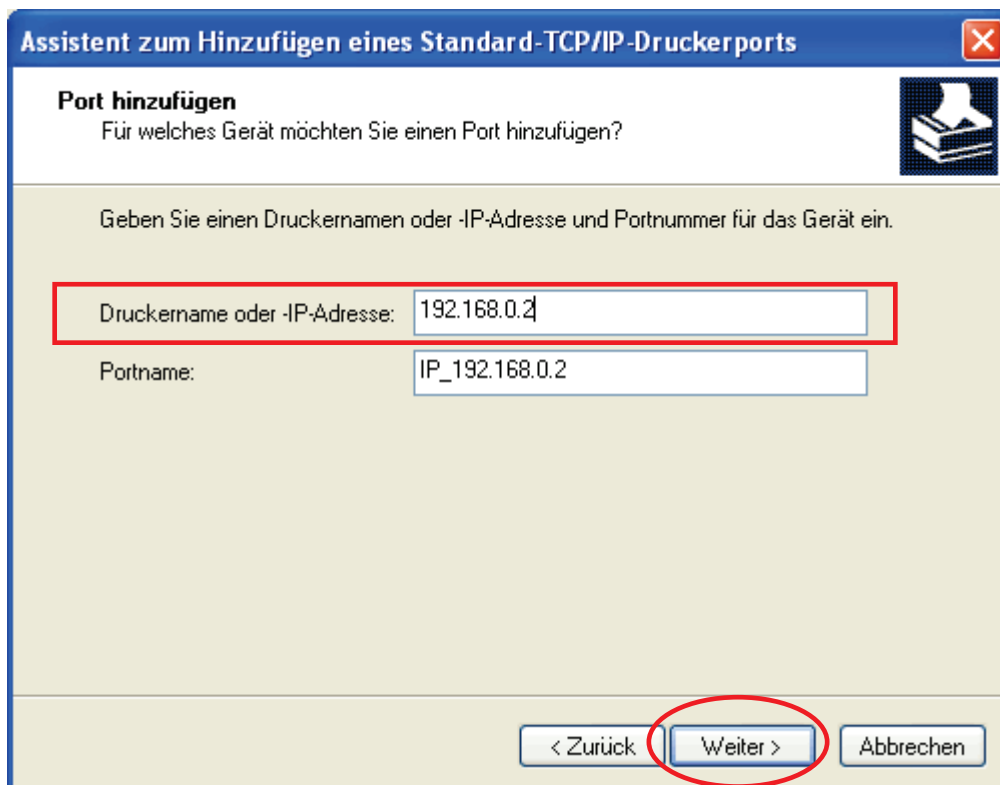 Assistent zum Hinzufügen eines Standard-TCP/IP-Druckerports
Port hinzufügen
Für welches Gerät möchten Sie einen Port hinzufügen?
Geben Sie einen Druckernamen oder -IP-Adresse und Portnummer für das Gerät ein.
Druckername oder -IP-Adresse: 192.168.0.2
Portname: IP_192.168.0.2
< Zurück Weiter > Abbrechen